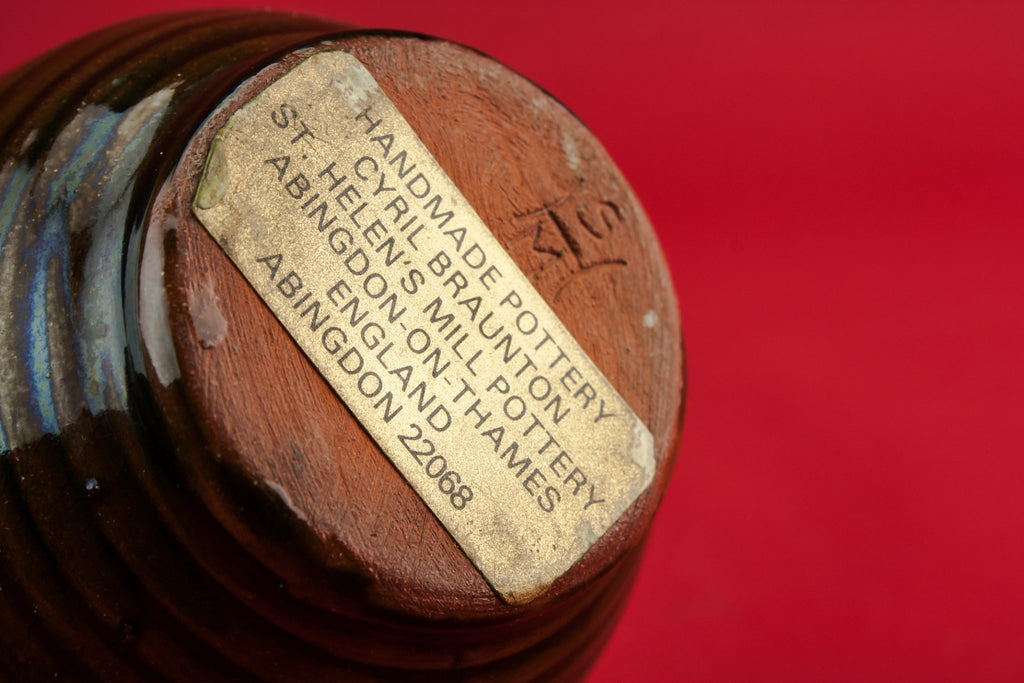 HANDMADE POTTERY
CYRIL BRAUNTON
ST. HELEN'S MILL POTTERY
ABINGDON-ON-THAMES
ENGLAND
ABINGDON 22068